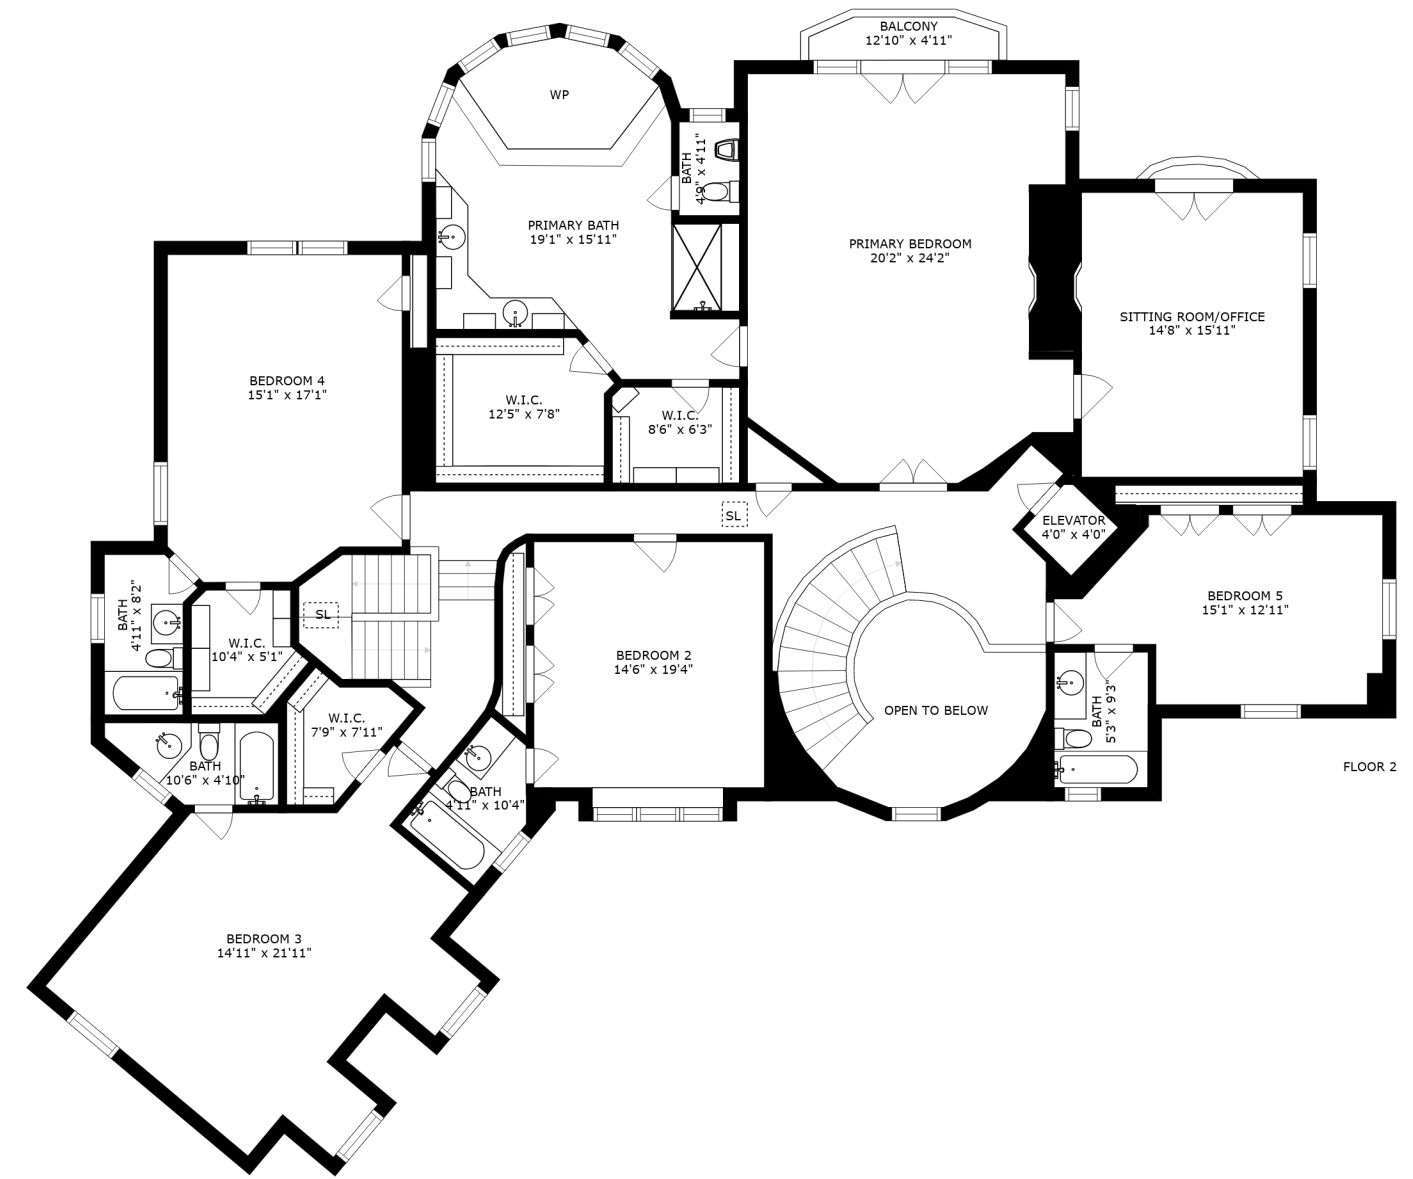 BALCONY
12'10" x 4'11"
WP
BATH
4'9" x 4'11"
PRIMARY BATH
19'1" x 15'11"
PRIMARY BEDROOM
20'2" x 24'2"
SITTING ROOM/OFFICE
14'8" x 15'11"
BEDROOM 4
15'1" x 17'1"
W.I.C.
12'5" x 7'8"
W.I.C.
8'6" x 6'3"
SL
ELEVATOR
4'0" x 4'0"
BATH
4'11" x 8'2"
SL
BEDROOM 5
15'1" x 12'11"
W.I.C.
10'4" x 5'1"
BEDROOM 2
14'6" x 19'4"
OPEN TO BELOW
BATH
5'3" x 9'3"
W.I.C.
7'9" x 7'11"
BATH
10'6" x 4'10"
FLOOR 2
BATH
4'11" x 10'4"
BEDROOM 3
14'11" x 21'11"